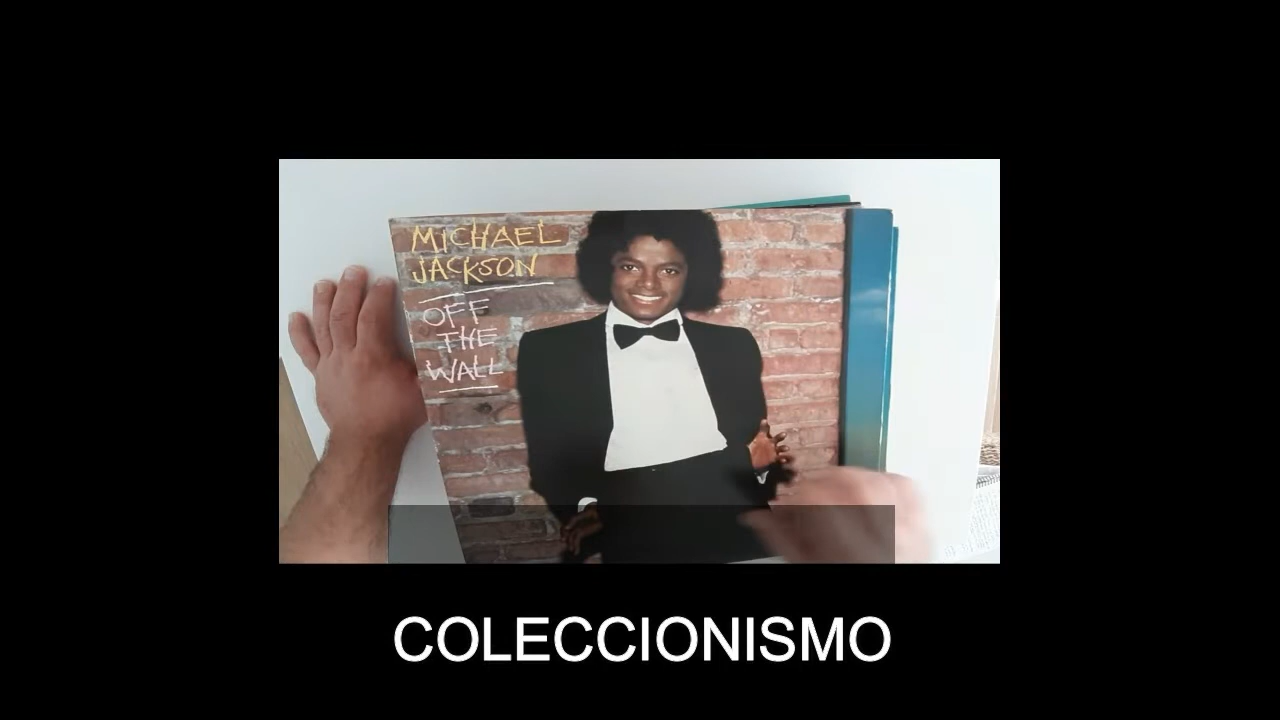 MICHAEL
JACKSON
OFF
THE
WALL
COLECCIONISMO